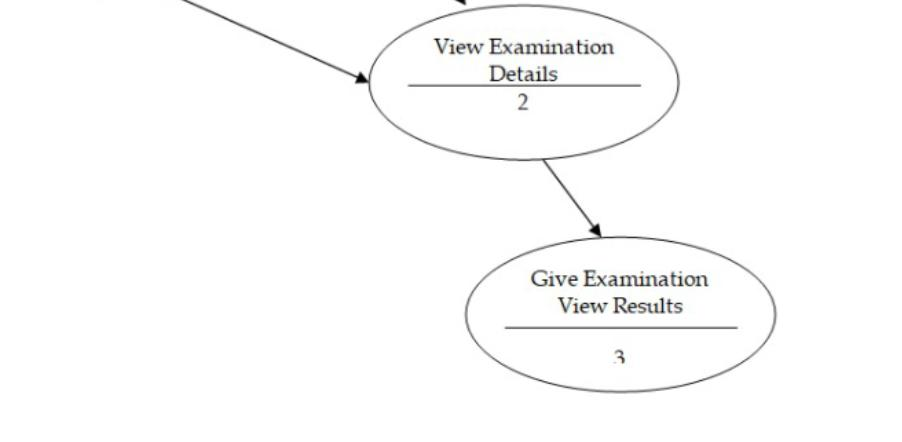 View Examination
Details
2
Give Examination
View Results
3